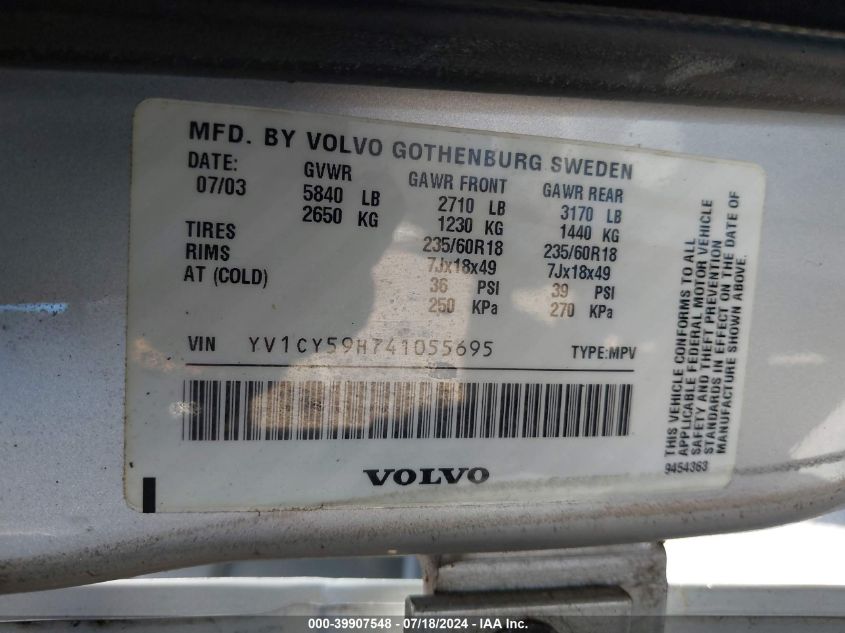 MFD. BY VOLVO GOTHENBURG SWEDEN
DATE: GVWR GAWR FRONT GAWR REAR
07/03 5840 LB 2710 LB 3170 LB
2650 KG 1230 KG 1440 KG
TIRES 235/60R18 235/60R18
RIMS 7Jx18x49 7Jx18x49
AT (COLD) 36 PSI 39 PSI
250 KPa 270 KPa
VIN YV1CY59H741055695 TYPE:MPV
VOLVO
THIS VEHICLE CONFORMS TO ALL
APPLICABLE FEDERAL MOTOR VEHICLE
SAFETY AND THEFT PREVENTION
STANDARDS IN EFFECT ON THE DATE OF
MANUFACTURE SHOWN ABOVE.
9454363
000-39907548 - 07/18/2024 - IAA Inc.